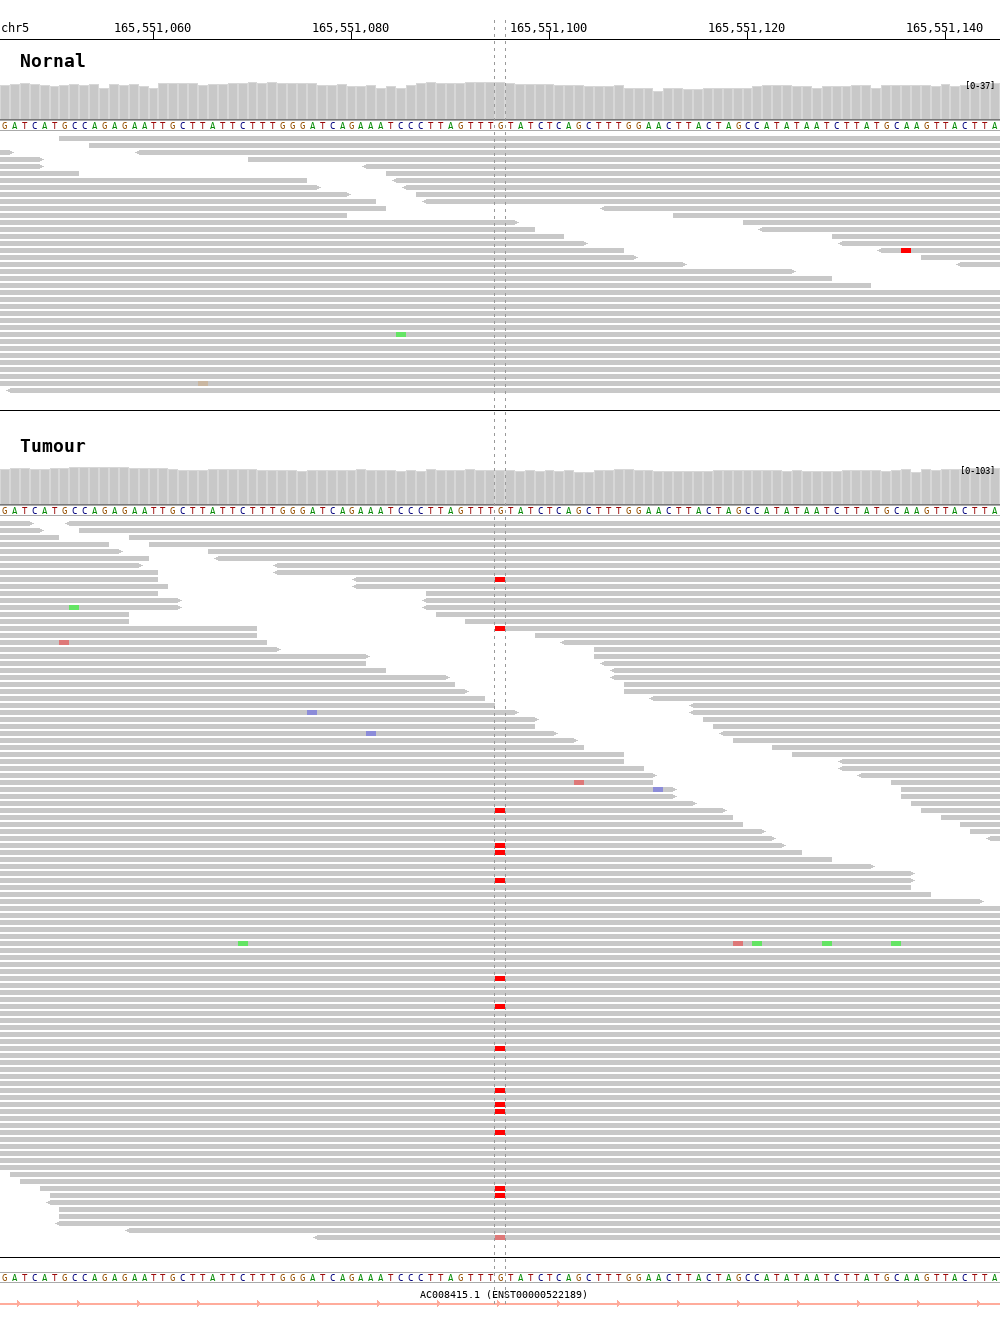 chr5 165,551,060 165,551,080 165,551,100 165,551,120 165,551,140
Nornal
[0-37]
GATCATGCCAGAGAATTGCTTATTCTTTGGGATCAGAAATCCCTTAGTTTGTATCTCAGCTTTGGAACTTACTAGCCATATAATCTTATGCAAGTTACTTA
Tumour
[0-103]
GATCATGCCAGAGAATTGCTTATTCTTTGGGATCAGAAATCCCTTAGTTTGTATCTCAGCTTTGGAACTTACTAGCCATATAATCTTATGCAAGTTACTTA
GATCATGCCAGAGAATTGCTTATTCTTTGGGATCAGAAATCCCTTAGTTTGTATCTCAGCTTTGGAACTTACTAGCCATATAATCTTATGCAAGTTACTTA
AC008415.1 (ENST00000522189)